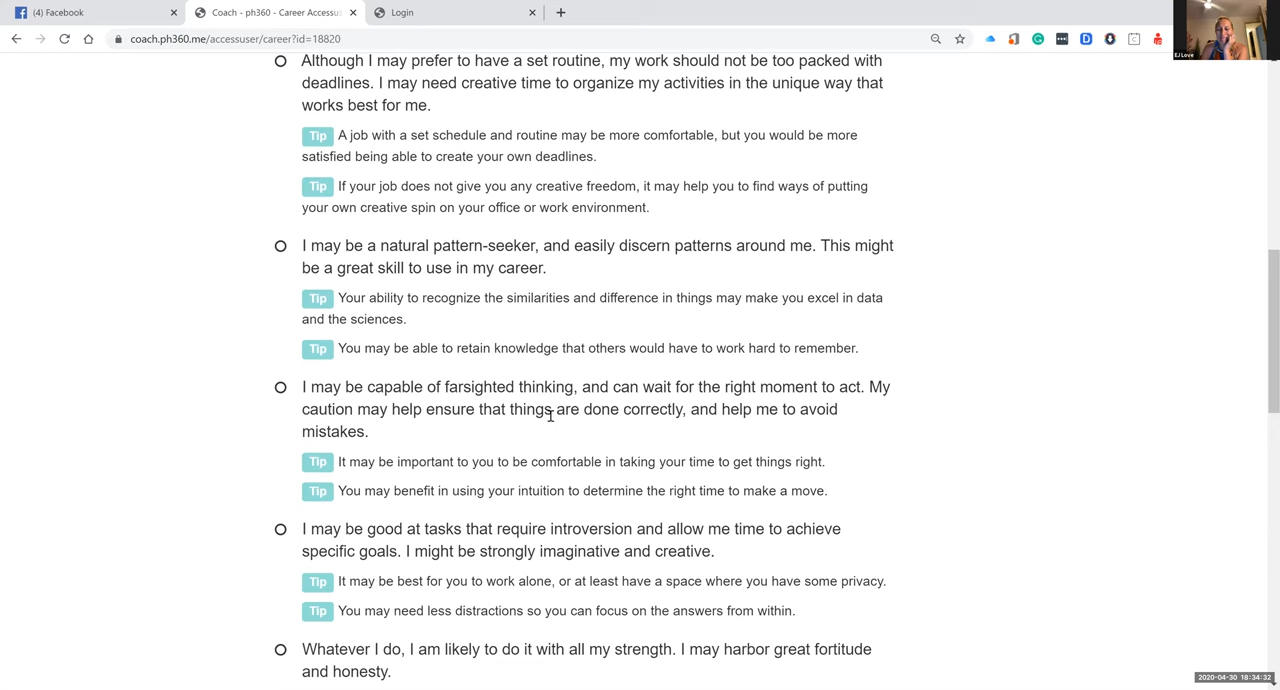 (4) Facebook
Coach - ph360 - Career Accessus
Login
coach.ph360.me/accessuser/career?id=18820
EJ Love
Although I may prefer to have a set routine, my work should not be too packed with
deadlines. I may need creative time to organize my activities in the unique way that
works best for me.
Tip A job with a set schedule and routine may be more comfortable, but you would be more
satisfied being able to create your own deadlines.
Tip If your job does not give you any creative freedom, it may help you to find ways of putting
your own creative spin on your office or work environment.
I may be a natural pattern-seeker, and easily discern patterns around me. This might
be a great skill to use in my career.
Tip Your ability to recognize the similarities and difference in things may make you excel in data
and the sciences.
Tip You may be able to retain knowledge that others would have to work hard to remember.
I may be capable of farsighted thinking, and can wait for the right moment to act. My
caution may help ensure that things are done correctly, and help me to avoid
mistakes.
Tip It may be important to you to be comfortable in taking your time to get things right.
Tip You may benefit in using your intuition to determine the right time to make a move.
I may be good at tasks that require introversion and allow me time to achieve
specific goals. I might be strongly imaginative and creative.
Tip It may be best for you to work alone, or at least have a space where you have some privacy.
Tip You may need less distractions so you can focus on the answers from within.
Whatever I do, I am likely to do it with all my strength. I may harbor great fortitude
and honesty.
2020-04-30 18:34:32